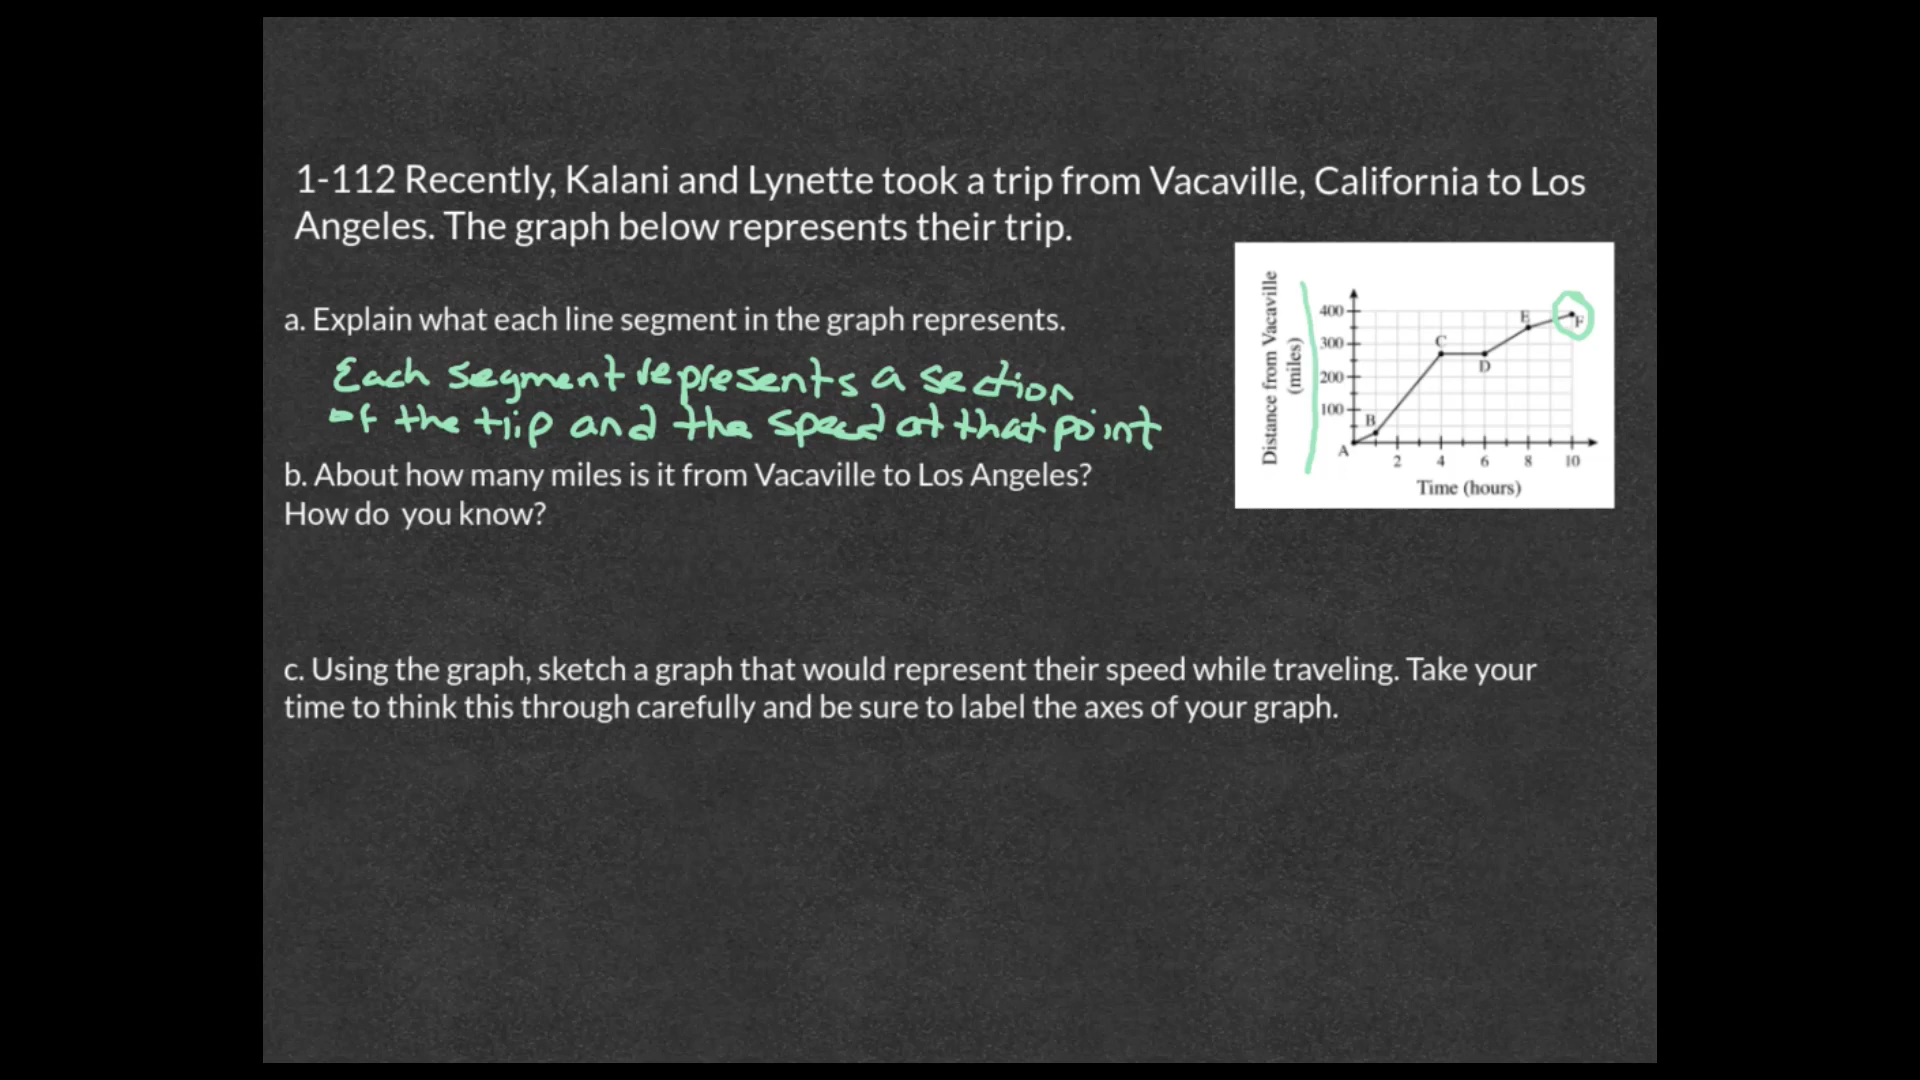 1-112 Recently, Kalani and Lynette took a trip from Vacaville, California to Los
Angeles. The graph below represents their trip.
a. Explain what each line segment in the graph represents.
Each segment represents a section
of the trip and the speed at that point
b. About how many miles is it from Vacaville to Los Angeles?
How do you know?
Distance from Vacaville
(miles)
400
300
200
100
A
B
C
D
E
F
2 4 6 8 10
Time (hours)
c. Using the graph, sketch a graph that would represent their speed while traveling. Take your
time to think this through carefully and be sure to label the axes of your graph.